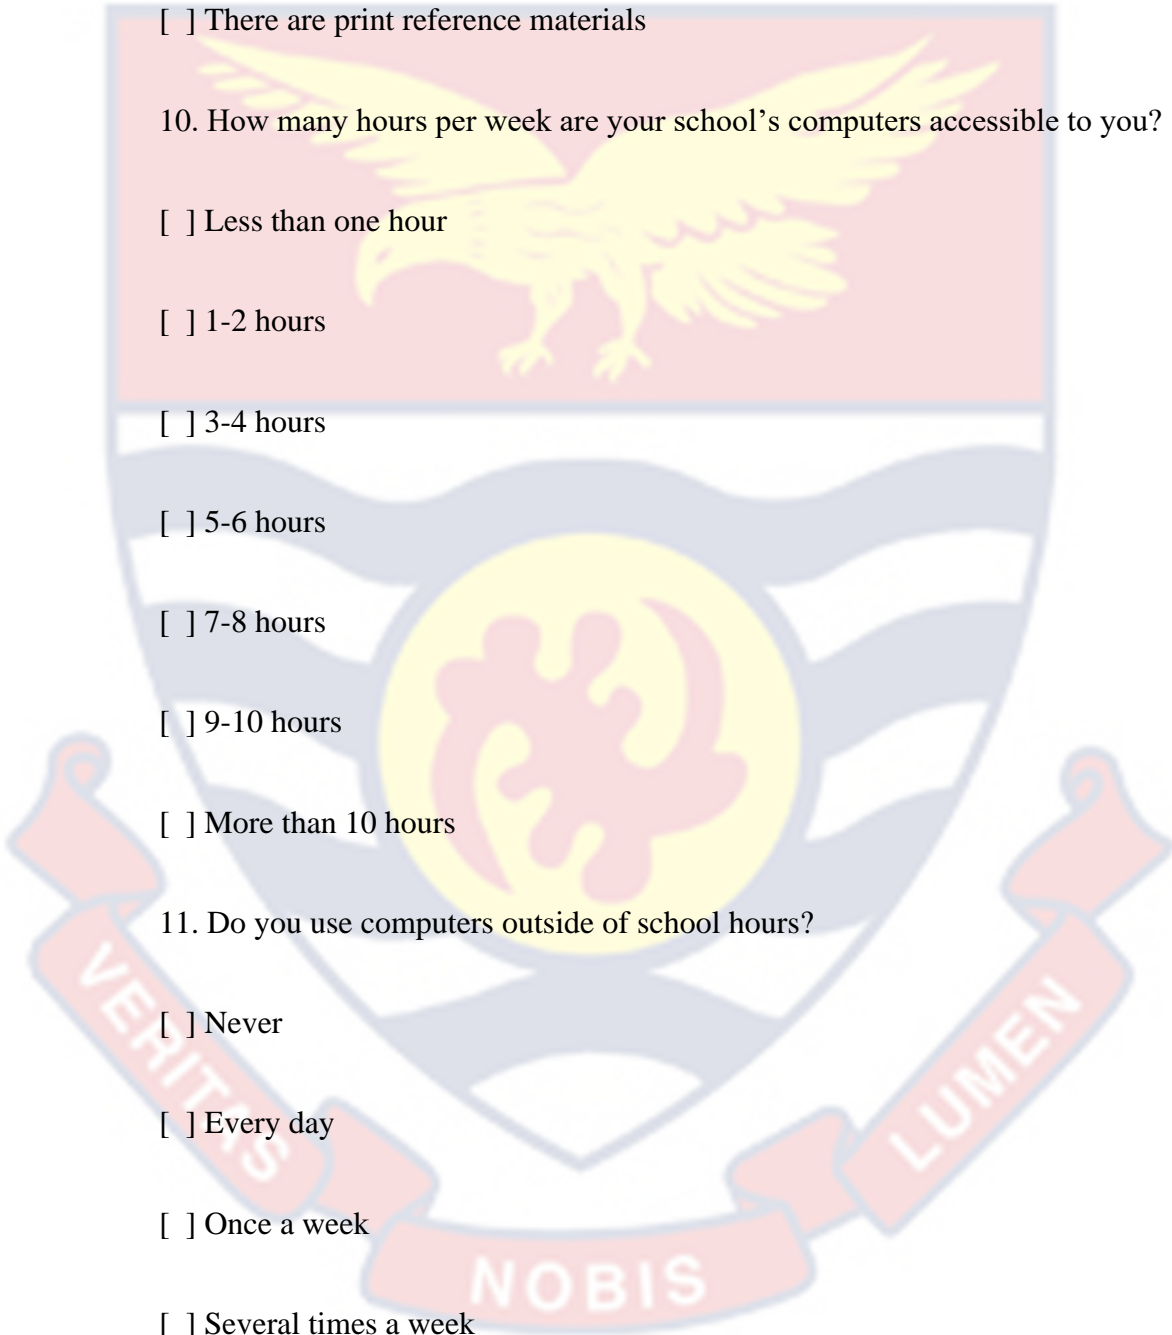 [ ] There are print reference materials
10. How many hours per week are your school’s computers accessible to you?
[ ] Less than one hour
[ ] 1-2 hours
[ ] 3-4 hours
[ ] 5-6 hours
[ ] 7-8 hours
[ ] 9-10 hours
[ ] More than 10 hours
11. Do you use computers outside of school hours?
[ ] Never
[ ] Every day
[ ] Once a week
[ ] Several times a week
VERITAS
NOBIS
LUMEN